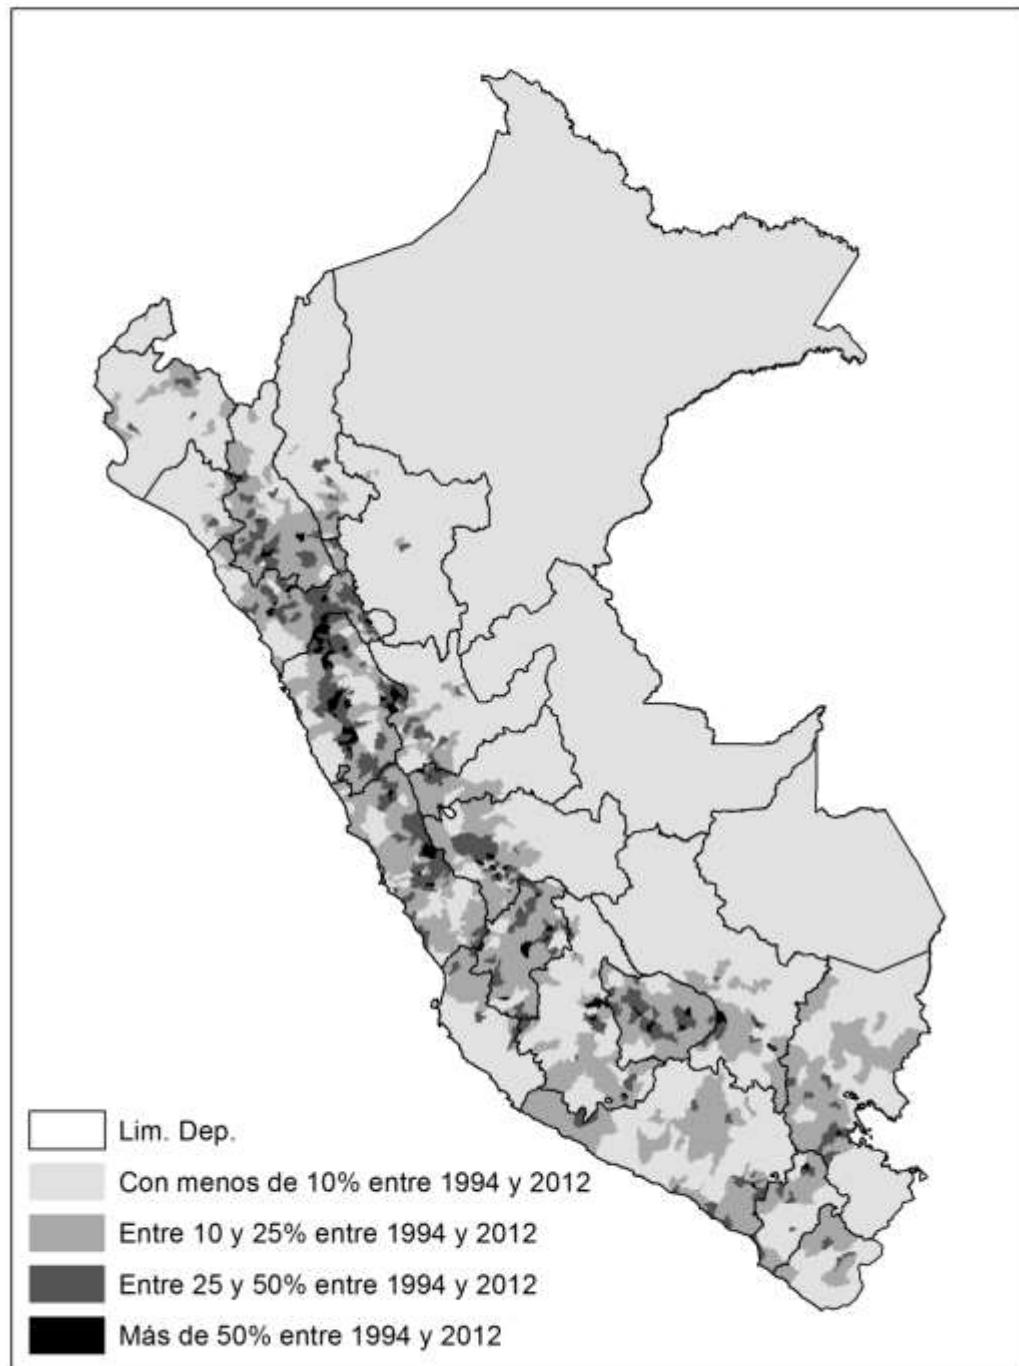 Lim. Dep.
Con menos de 10% entre 1994 y 2012
Entre 10 y 25% entre 1994 y 2012
Entre 25 y 50% entre 1994 y 2012
Más de 50% entre 1994 y 2012